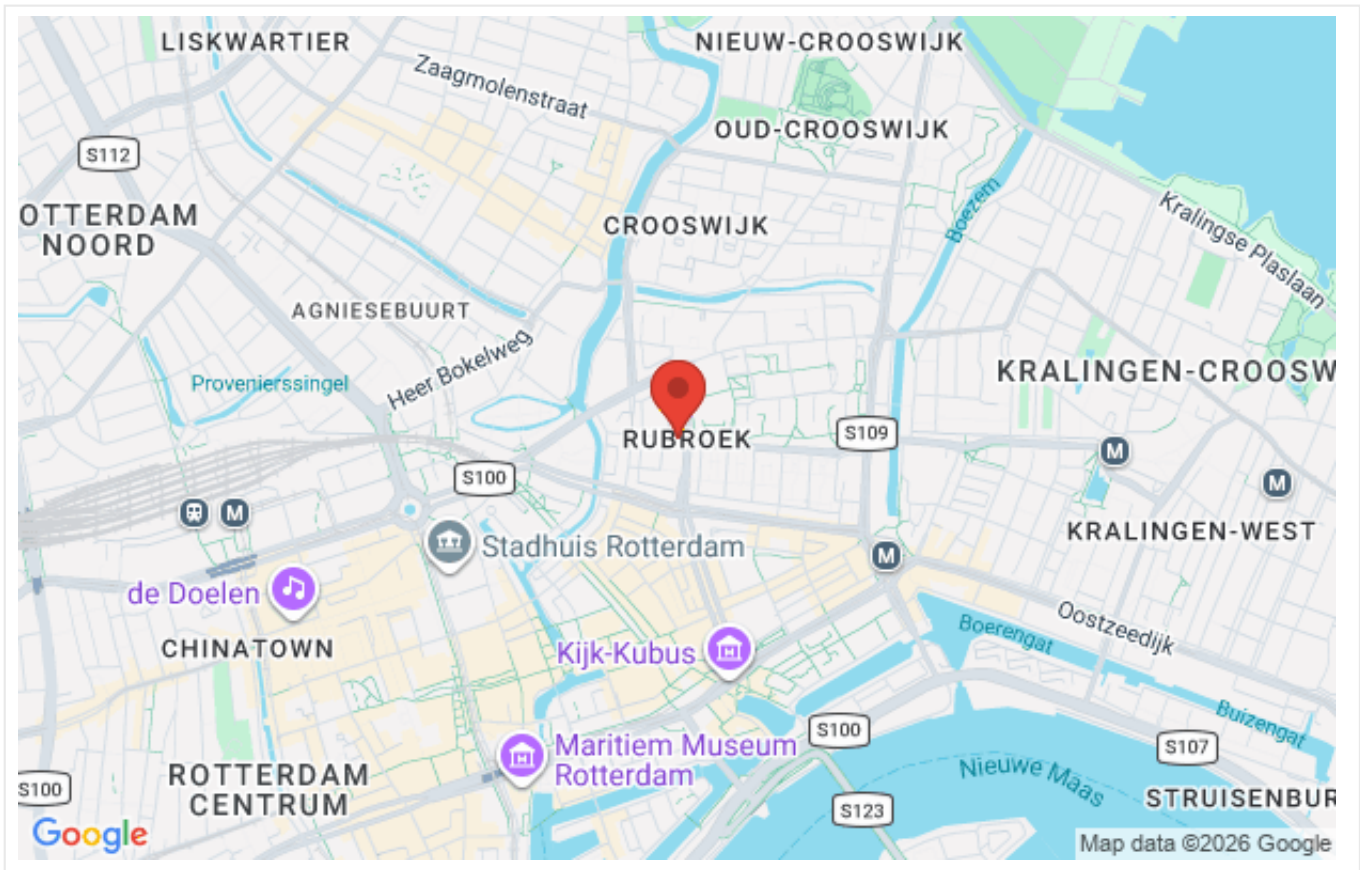 LISKWARTIER
NIEUW-CROOSWIJK
Zaagmolenstraat
OUD-CROOSWIJK
S112
Boezem
Kralingse Plaslaan
OTTERDAM
NOORD
CROOSWIJK
AGNIESEBUURT
Heer Bokelweg
Provenierssingel
KRALINGEN-CROOSW
RUBROEK
S109
M
S100
M
M
KRALINGEN-WEST
Stadhuis Rotterdam
M
de Doelen
Oostzeedijk
Boerengat
CHINATOWN
Kijk-Kubus
Buizengat
S100
S107
Maritiem Museum
Rotterdam
Nieuwe Maas
ROTTERDAM
CENTRUM
S100
STRUISENBUR
S123
Google
Map data ©2026 Google